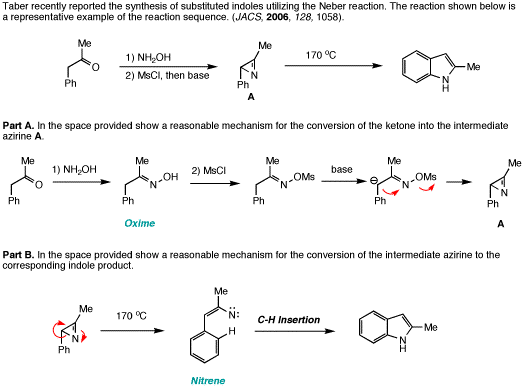 Taber recently reported the synthesis of substituted indoles utilizing the Neber reaction. The reaction shown below is
a representative example of the reaction sequence. (JACS, 2006, 128, 1058).
Me
O
Ph
1) NH2OH
2) MsCl, then base
Me
N
Ph
A
170 °C
Me
N
H
Part A. In the space provided show a reasonable mechanism for the conversion of the ketone into the intermediate
azirine A.
Me
O
Ph
1) NH2OH
Me
N OH
Ph
Oxime
2) MsCl
Me
N OMs
Ph
base
Me
⊖
N OMs
Ph
Me
N
Ph
A
Part B. In the space provided show a reasonable mechanism for the conversion of the intermediate azirine to the
corresponding indole product.
Me
N
Ph
170 °C
Me
N:
H
Nitrene
C-H Insertion
Me
N
H